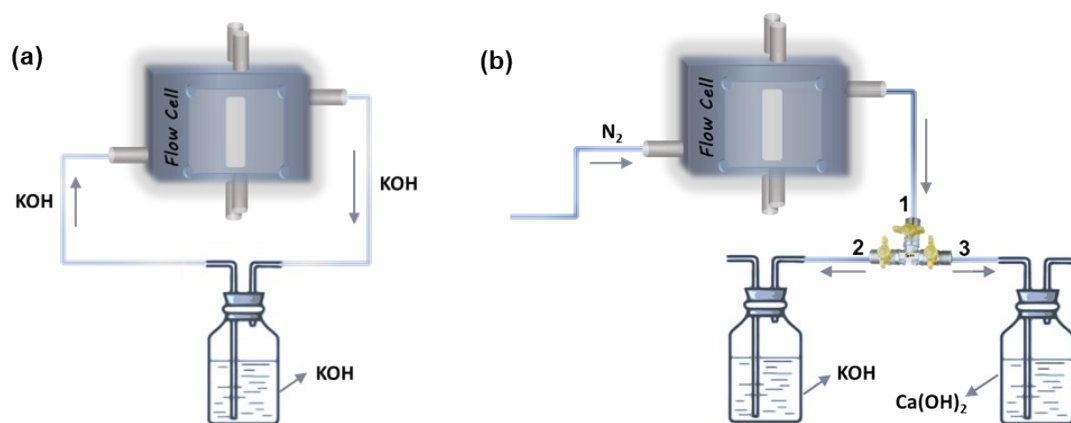 (a)
Flow Cell
KOH
KOH
KOH
(b)
N₂
Flow Cell
1
2
3
KOH
Ca(OH)₂